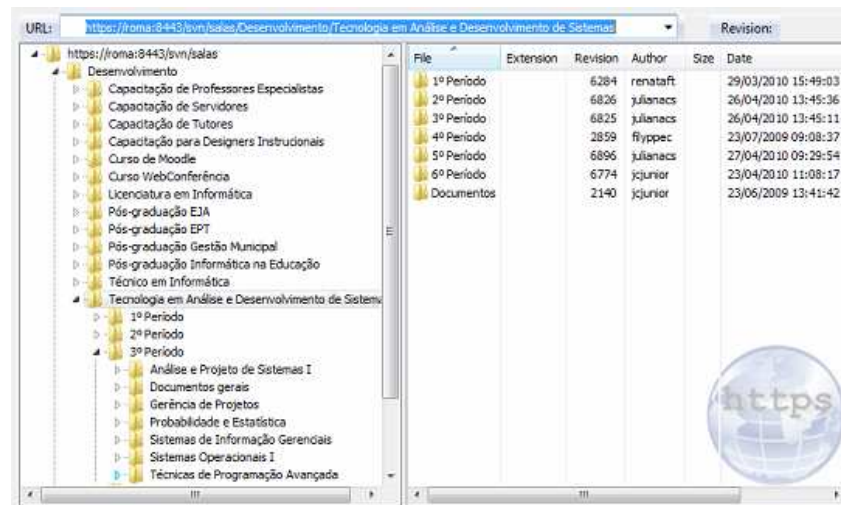 URL: https://roma:8443/svn/salas/Desenvolvimento/Tecnologia em Análise e Desenvolvimento de Sistemas Revision:
https://roma:8443/svn/salas
Desenvolvimento
Capacitação de Professores Especialistas
Capacitação de Servidores
Capacitação de Tutores
Capacitação para Designers Instrucionais
Curso de Moodle
Curso WebConferência
Licenciatura em Informática
Pós-graduação EJA
Pós-graduação EPT
Pós-graduação Gestão Municipal
Pós-graduação Informática na Educação
Técnico em Informática
Tecnologia em Análise e Desenvolvimento de Sistema
1º Período
2º Período
3º Período
Análise e Projeto de Sistemas I
Documentos gerais
Gerência de Projetos
Probabilidade e Estatística
Sistemas de Informação Gerenciais
Sistemas Operacionais I
Técnicas de Programação Avançada
File Extension Revision Author Size Date
1º Período 6284 renataft 29/03/2010 15:49:03
2º Período 6826 julianacs 26/04/2010 13:45:36
3º Período 6825 julianacs 26/04/2010 13:45:11
4º Período 2859 filyppec 23/07/2009 09:08:37
5º Período 6896 julianacs 27/04/2010 09:29:54
6º Período 6774 jcjunior 23/04/2010 11:08:17
Documentos 2140 jcjunior 23/06/2009 13:41:42
https